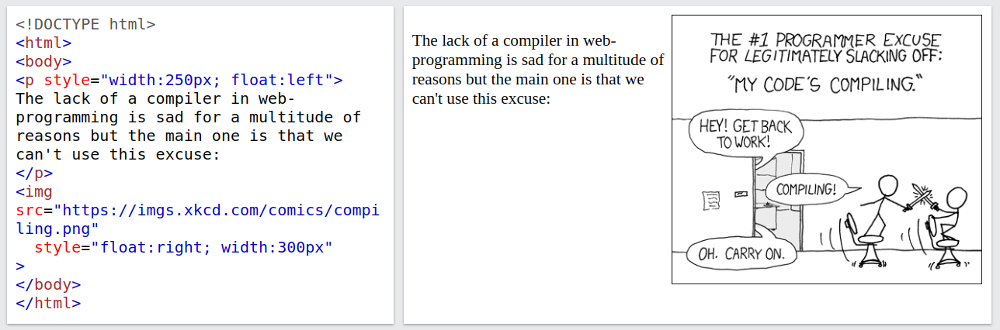 <!DOCTYPE html>
<html>
<body>
<p style="width:250px; float:left">
The lack of a compiler in web-
programming is sad for a multitude of
reasons but the main one is that we
can't use this excuse:
</p>
<img
src="https://imgs.xkcd.com/comics/compi
ling.png"
  style="float:right; width:300px"
>
</body>
</html>
The lack of a compiler in web-
programming is sad for a multitude of
reasons but the main one is that we
can't use this excuse:
THE #1 PROGRAMMER EXCUSE
FOR LEGITIMATELY SLACKING OFF:
"MY CODE'S COMPILING."
HEY! GET BACK
TO WORK!
COMPILING!
OH. CARRY ON.